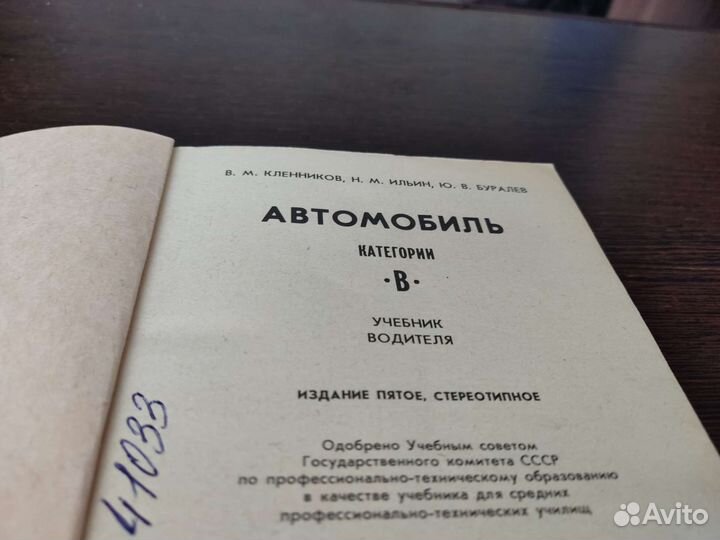 В. М. КЛЕННИКОВ, Н. М. ИЛЬИН, Ю. В. БУРАЛЕВ
АВТОМОБИЛЬ
КАТЕГОРИИ
·В·
УЧЕБНИК
ВОДИТЕЛЯ
ИЗДАНИЕ ПЯТОЕ, СТЕРЕОТИПНОЕ
Одобрено Учебным советом
Государственного комитета СССР
по профессионально-техническому образованию
в качестве учебника для средних
профессионально-технических училищ
41033
Avito